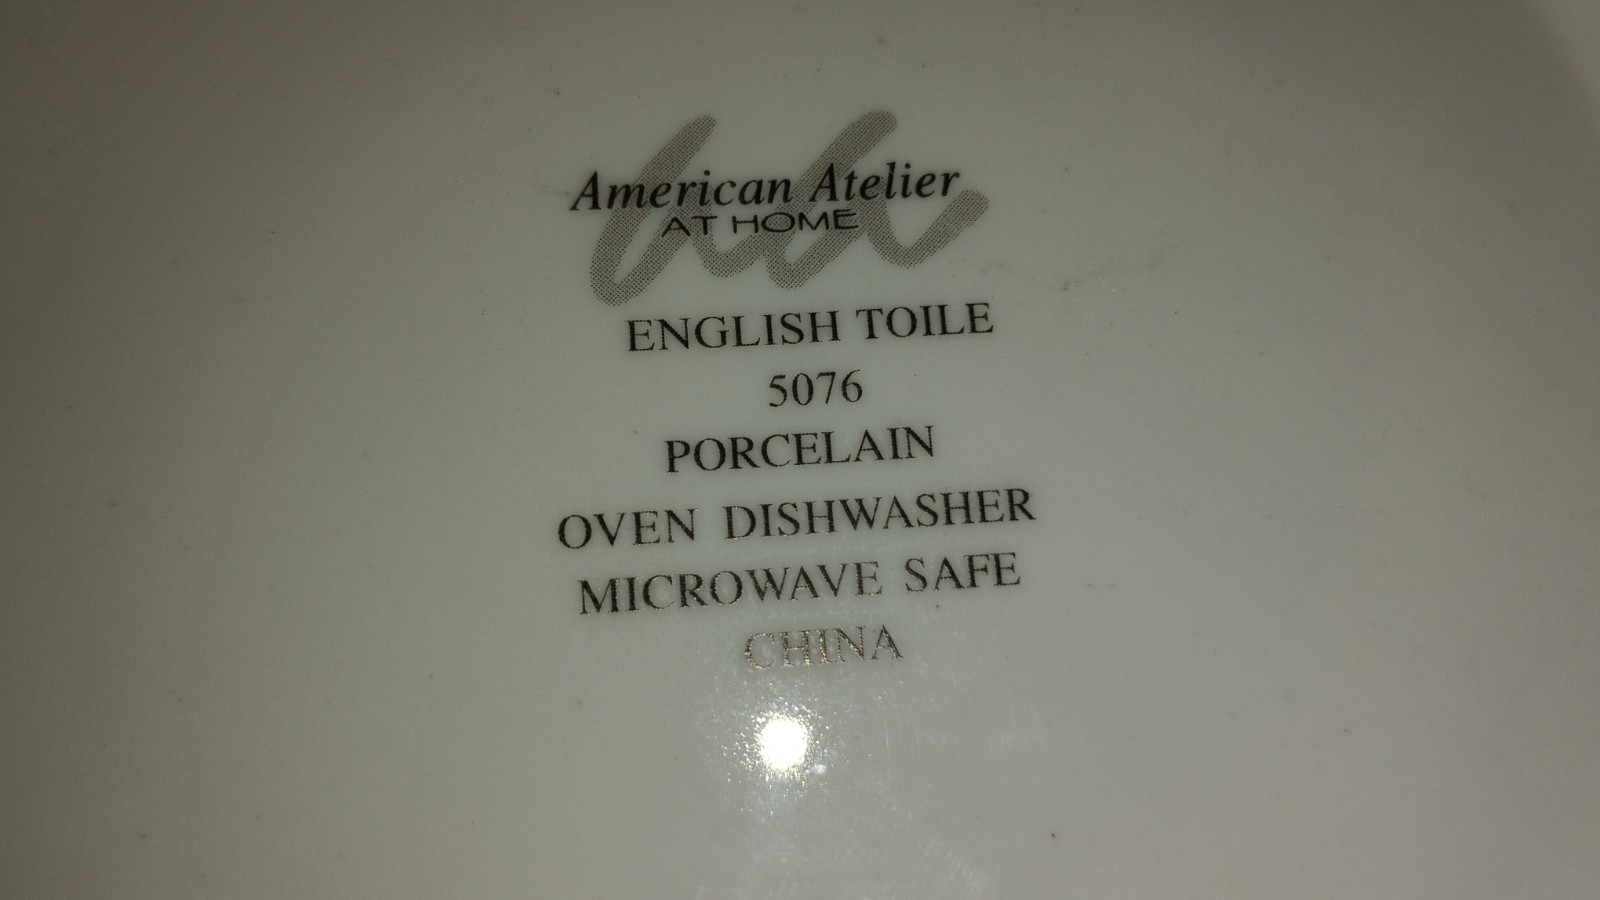 American Atelier
AT HOME
ENGLISH TOILE
5076
PORCELAIN
OVEN DISHWASHER
MICROWAVE SAFE
CHINA